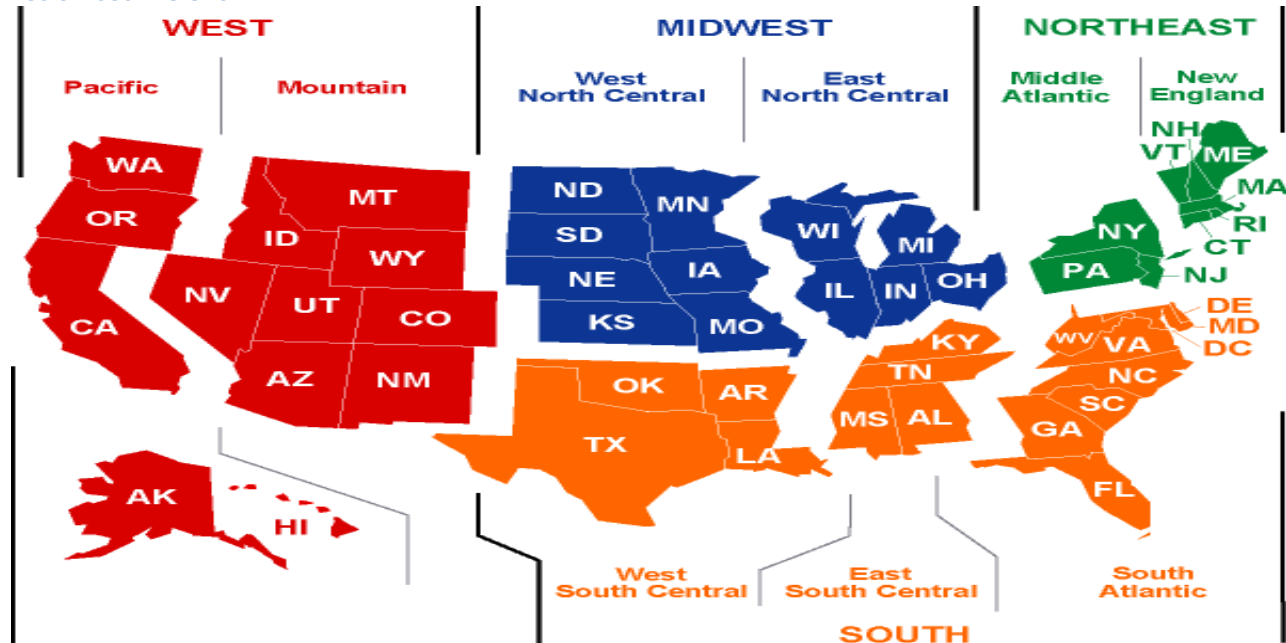 WEST
MIDWEST
NORTHEAST
Pacific
Mountain
West
North Central
East
North Central
Middle
Atlantic
New
England
WA
OR
CA
NV
ID
MT
WY
UT
CO
AZ
NM
AK
HI
ND
SD
NE
KS
MN
IA
MO
WI
MI
IL
IN
OH
NH
VT
ME
MA
RI
CT
NY
PA
NJ
OK
AR
TX
LA
KY
TN
MS
AL
DE
MD
DC
WV
VA
NC
SC
GA
FL
West
South Central
East
South Central
South
Atlantic
SOUTH